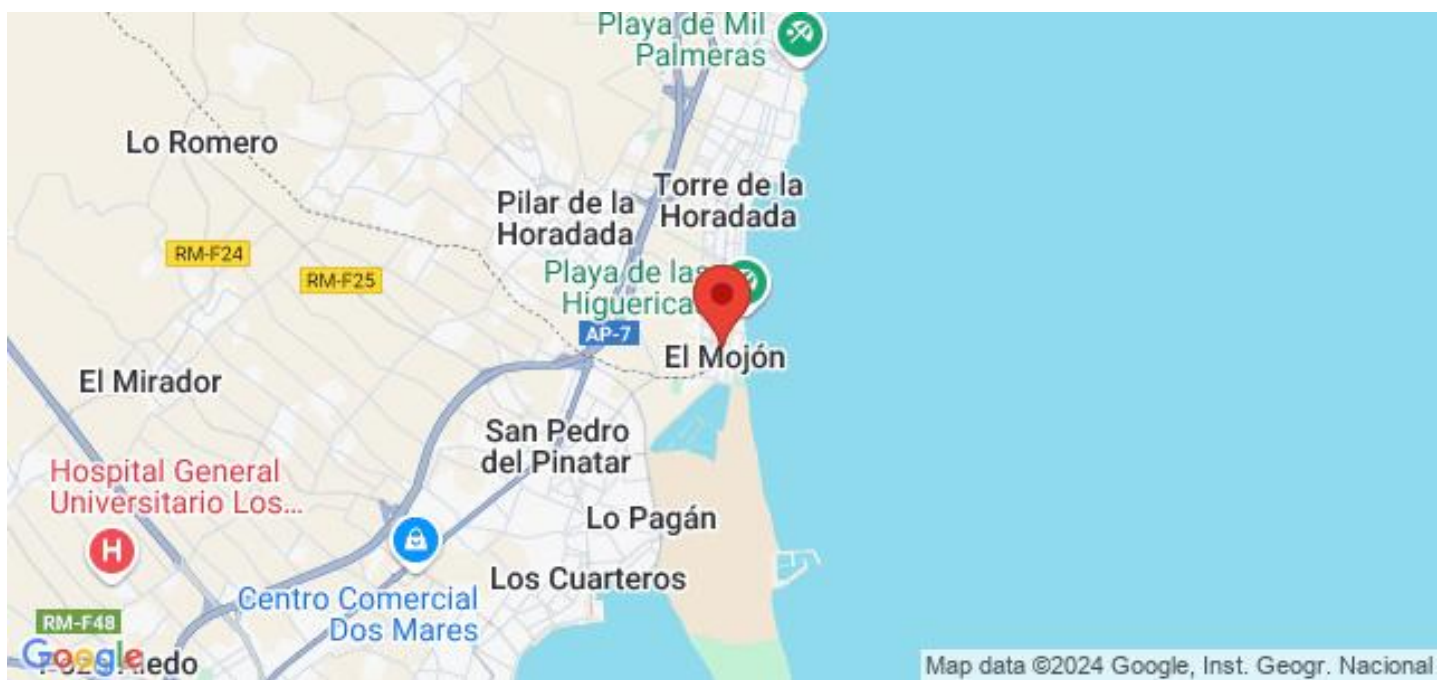 Playa de Mil
Palmeras
Lo Romero
Torre de la
Horadada
Pilar de la
Horadada
RM-F24
RM-F25
Playa de las
Higuerica
AP-7
El Mojón
El Mirador
San Pedro
del Pinatar
Hospital General
Universitario Los...
H
Lo Pagán
Los Cuarteros
Centro Comercial
Dos Mares
RM-F48
Google
edo
Map data ©2024 Google, Inst. Geogr. Nacional